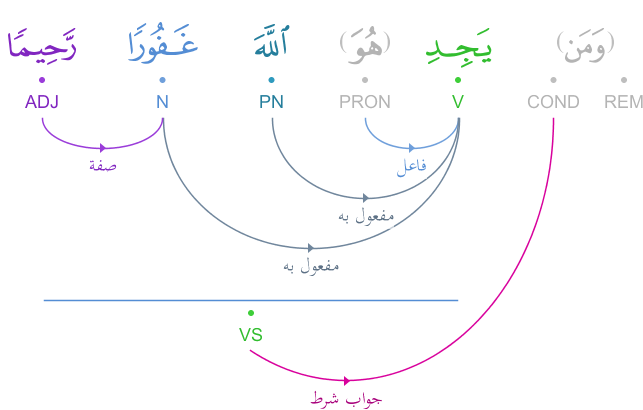 (وَمَن) يَجِدِ (هُوَ) ٱللَّهَ غَفُورًا رَّحِيمًا
REM COND V PRON PN N ADJ
صفة
فاعل
مفعول به
مفعول به
VS
جواب شرط